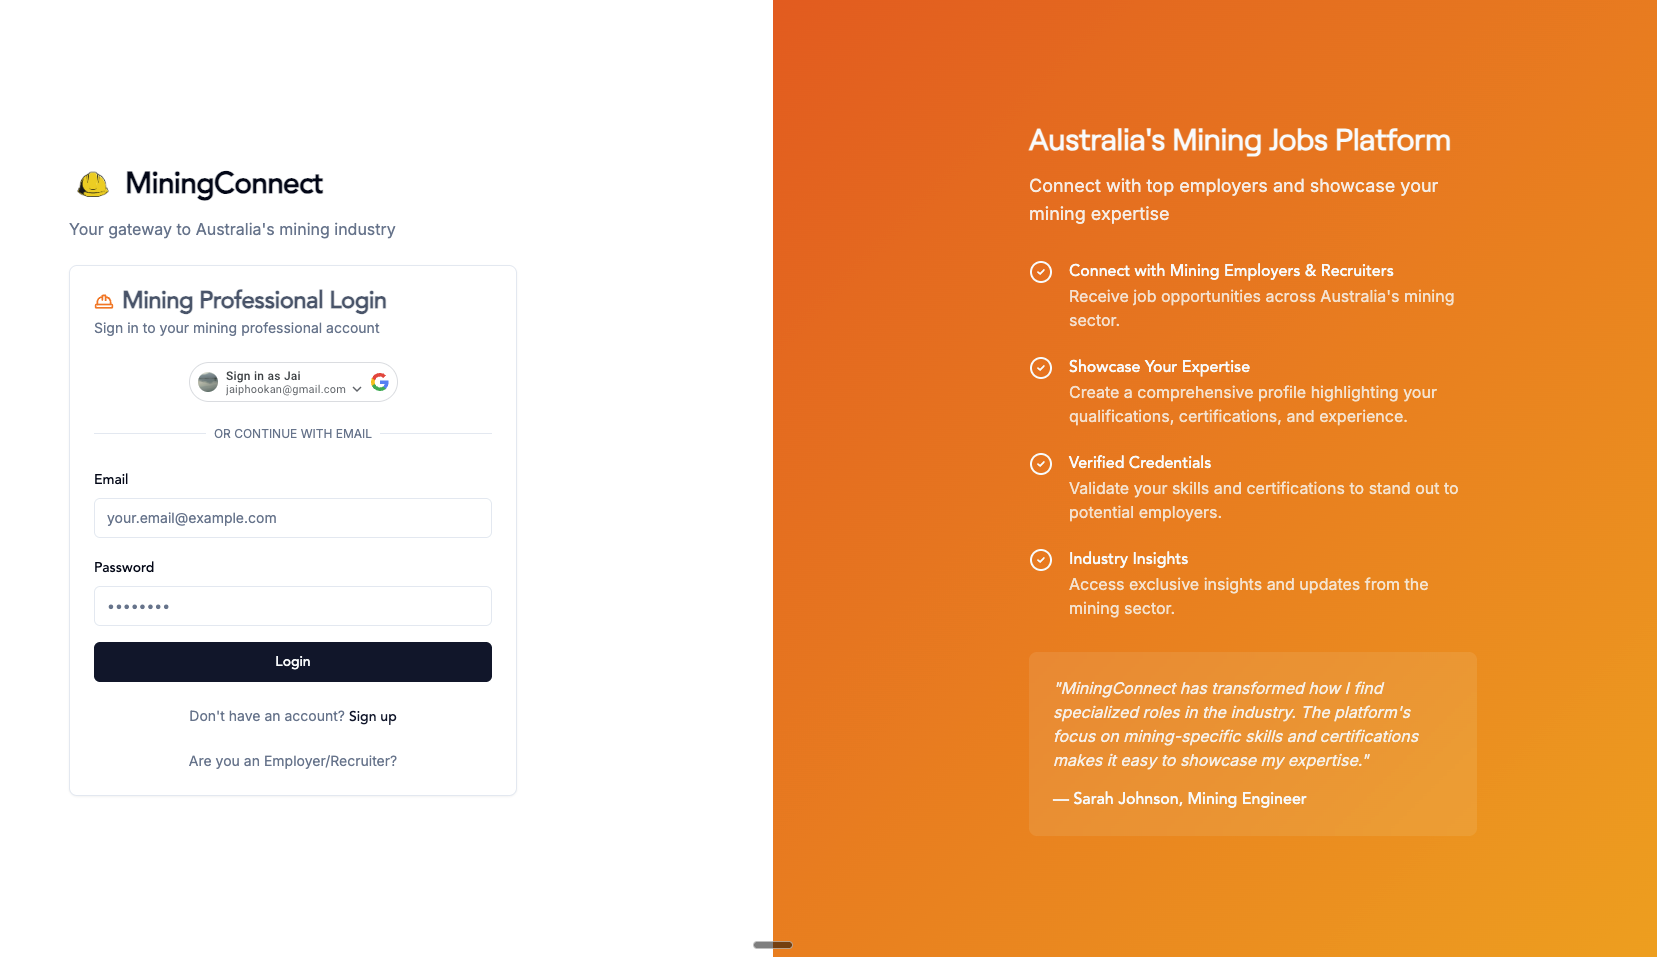 MiningConnect
Your gateway to Australia's mining industry
Mining Professional Login
Sign in to your mining professional account
Sign in as Jai
jaiphookan@gmail.com
OR CONTINUE WITH EMAIL
Email
your.email@example.com
Password
••••••••
Login
Don't have an account? Sign up
Are you an Employer/Recruiter?
Australia's Mining Jobs Platform
Connect with top employers and showcase your
mining expertise
Connect with Mining Employers & Recruiters
Receive job opportunities across Australia's mining
sector.
Showcase Your Expertise
Create a comprehensive profile highlighting your
qualifications, certifications, and experience.
Verified Credentials
Validate your skills and certifications to stand out to
potential employers.
Industry Insights
Access exclusive insights and updates from the
mining sector.
"MiningConnect has transformed how I find
specialized roles in the industry. The platform's
focus on mining-specific skills and certifications
makes it easy to showcase my expertise."
— Sarah Johnson, Mining Engineer